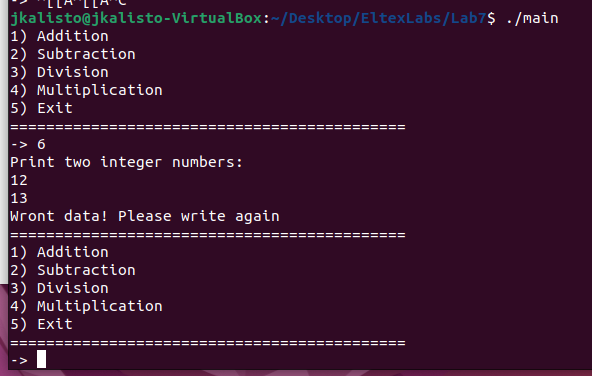 -> ^[[A^[[A^C
jkalisto@jkalisto-VirtualBox:~/Desktop/EltexLabs/Lab7$ ./main
1) Addition
2) Subtraction
3) Division
4) Multiplication
5) Exit
============================================
-> 6
Print two integer numbers:
12
13
Wront data! Please write again
============================================
1) Addition
2) Subtraction
3) Division
4) Multiplication
5) Exit
============================================
->